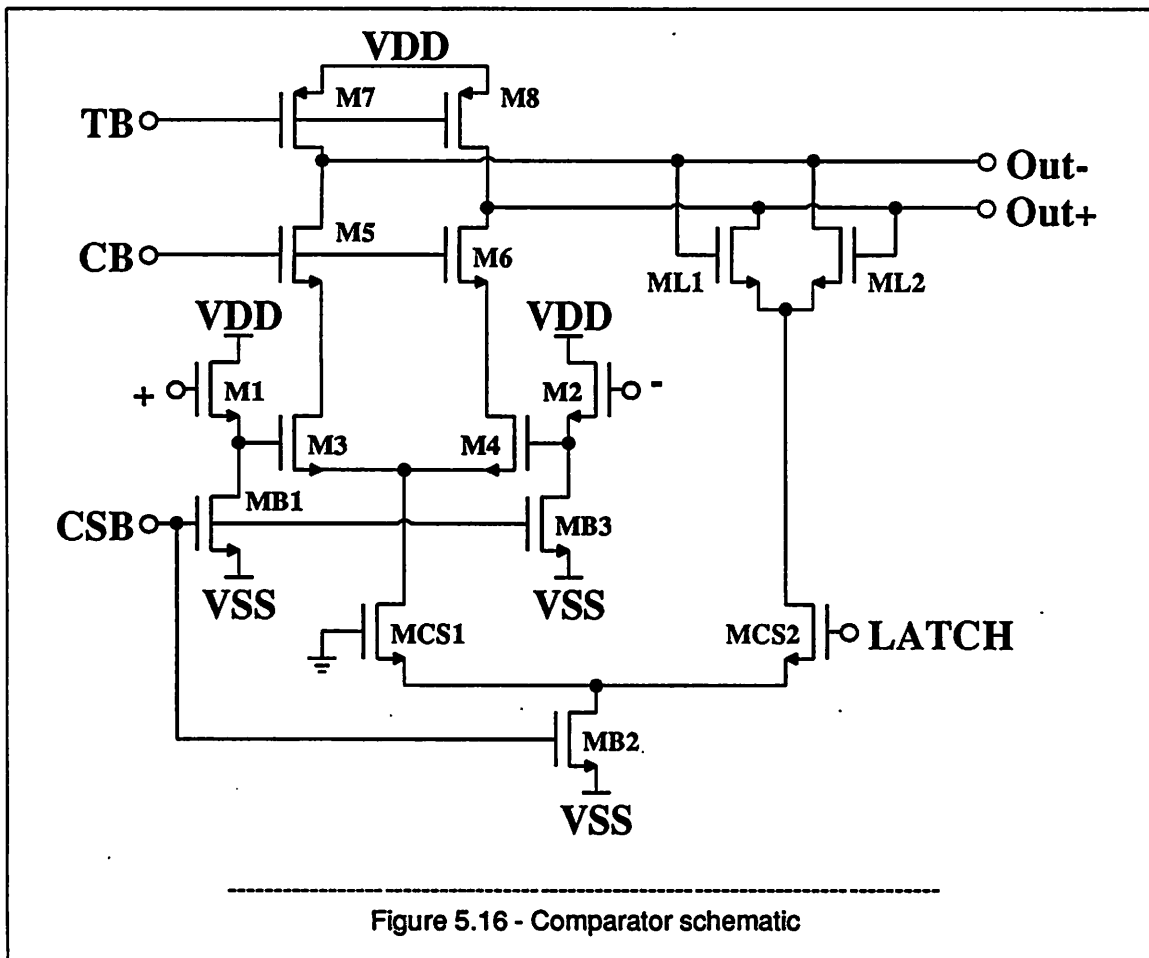 VDD
M7
M8
TB
Out-
Out+
M5
CB
M6
ML1
ML2
VDD
VDD
+
M1
M2
-
M3
M4
MB1
CSB
MB3
VSS
VSS
MCS1
MCS2
LATCH
MB2
VSS
Figure 5.16 - Comparator schematic